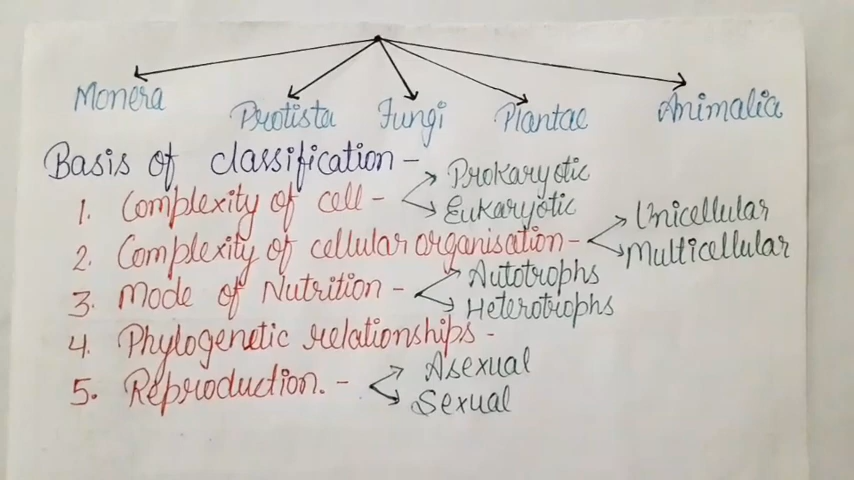 Monera Protista Fungi Plantae Animalia
Basis of classification -
1. Complexity of cell - Prokaryotic
Eukaryotic
2. Complexity of cellular organisation - Unicellular
Multicellular
3. Mode of Nutrition - Autotrophs
Heterotrophs
4. Phylogenetic relationships -
5. Reproduction. - Asexual
Sexual